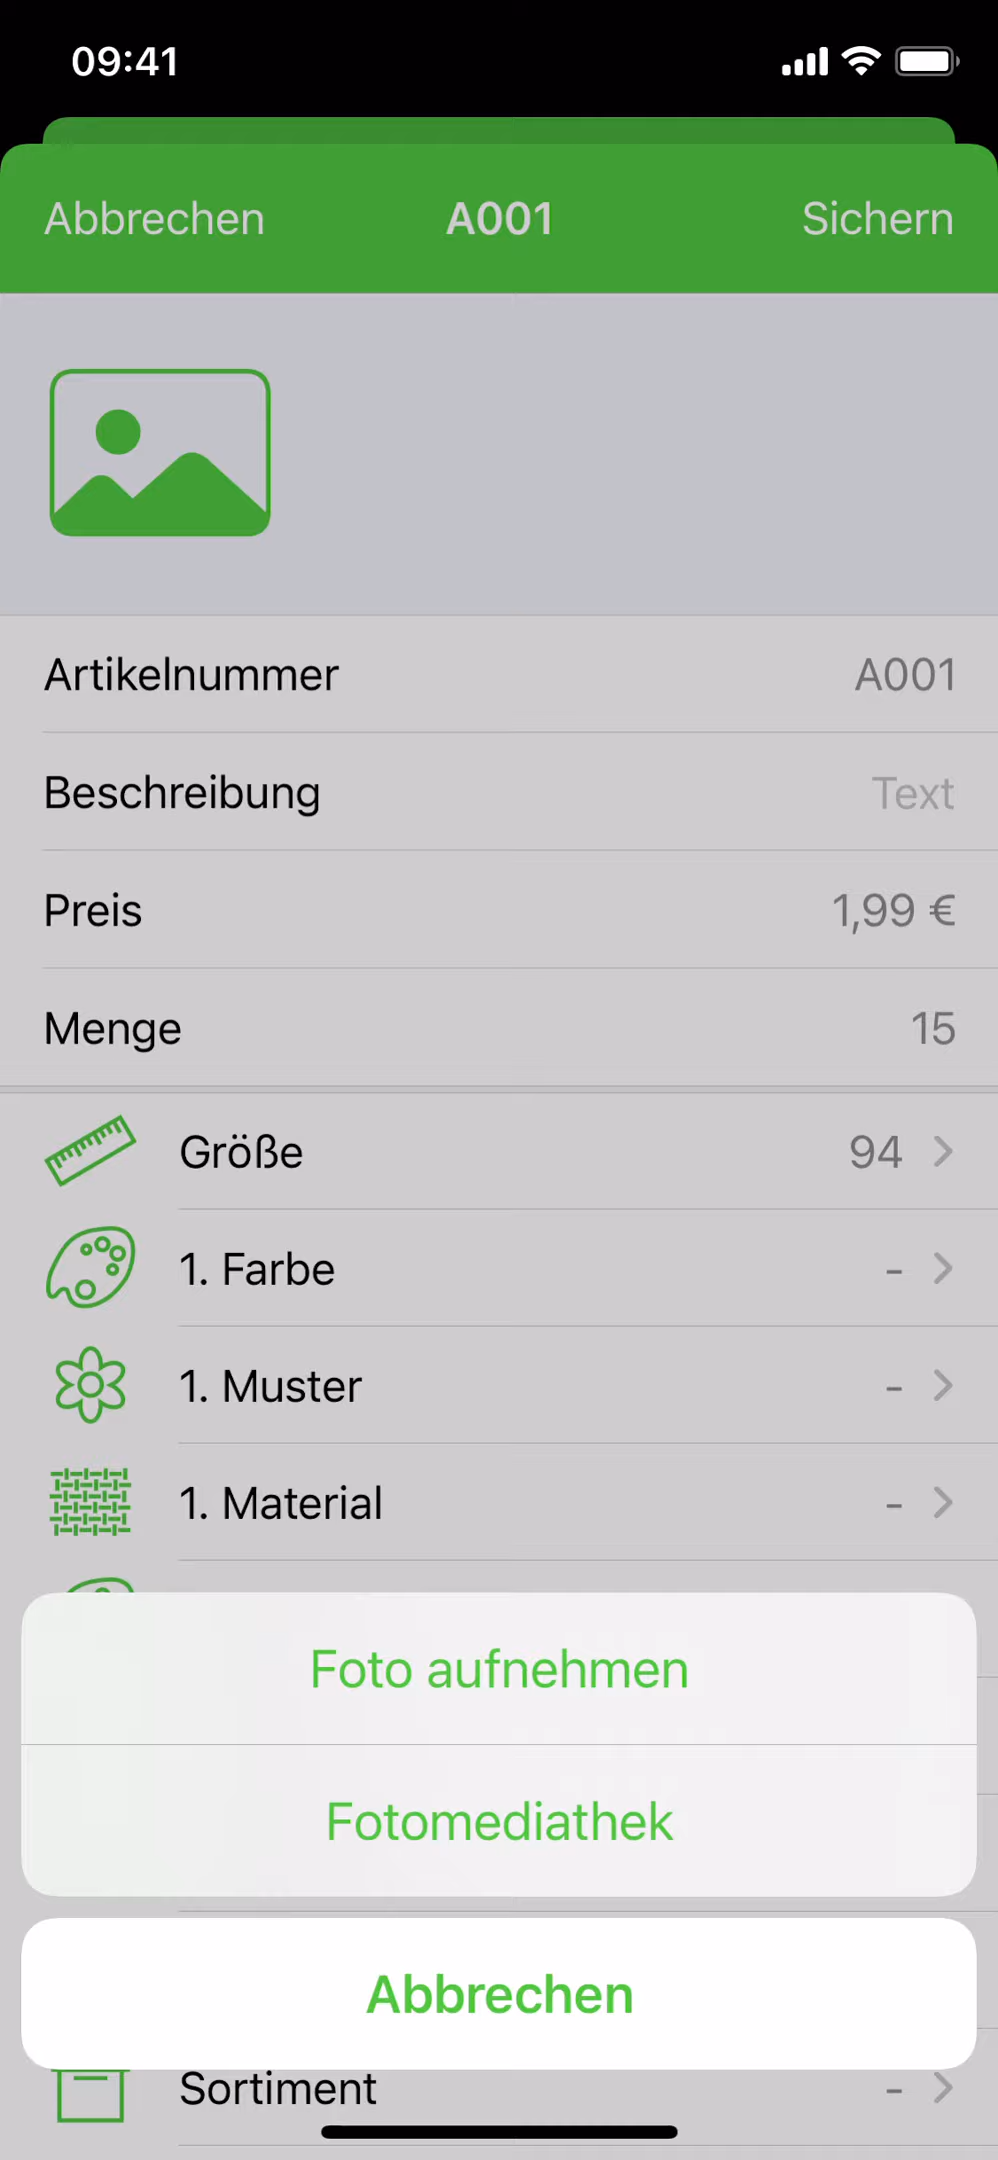 09:41
Abbrechen A001 Sichern
Artikelnummer A001
Beschreibung Text
Preis 1,99 €
Menge 15
Größe 94
1. Farbe -
1. Muster -
1. Material -
Foto aufnehmen
Fotomediathek
Abbrechen
Sortiment -